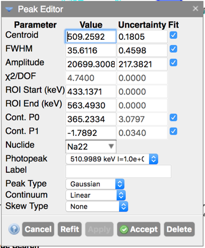 Peak Editor
Parameter Value Uncertainty Fit
Centroid 509.2592 0.1805
FWHM 35.6116 0.4598
Amplitude 20699.3008 217.3821
χ2/DOF 4.7400 0.0000
ROI Start (keV) 433.1371 0.0000
ROI End (keV) 563.4930 0.0000
Cont. P0 365.2334 3.0797
Cont. P1 -1.7892 0.0340
Nuclide Na22
Photopeak 510.9989 keV I=1.0e+0
Label
Peak Type Gaussian
Continuum Linear
Skew Type None
Cancel Refit Apply Accept Delete